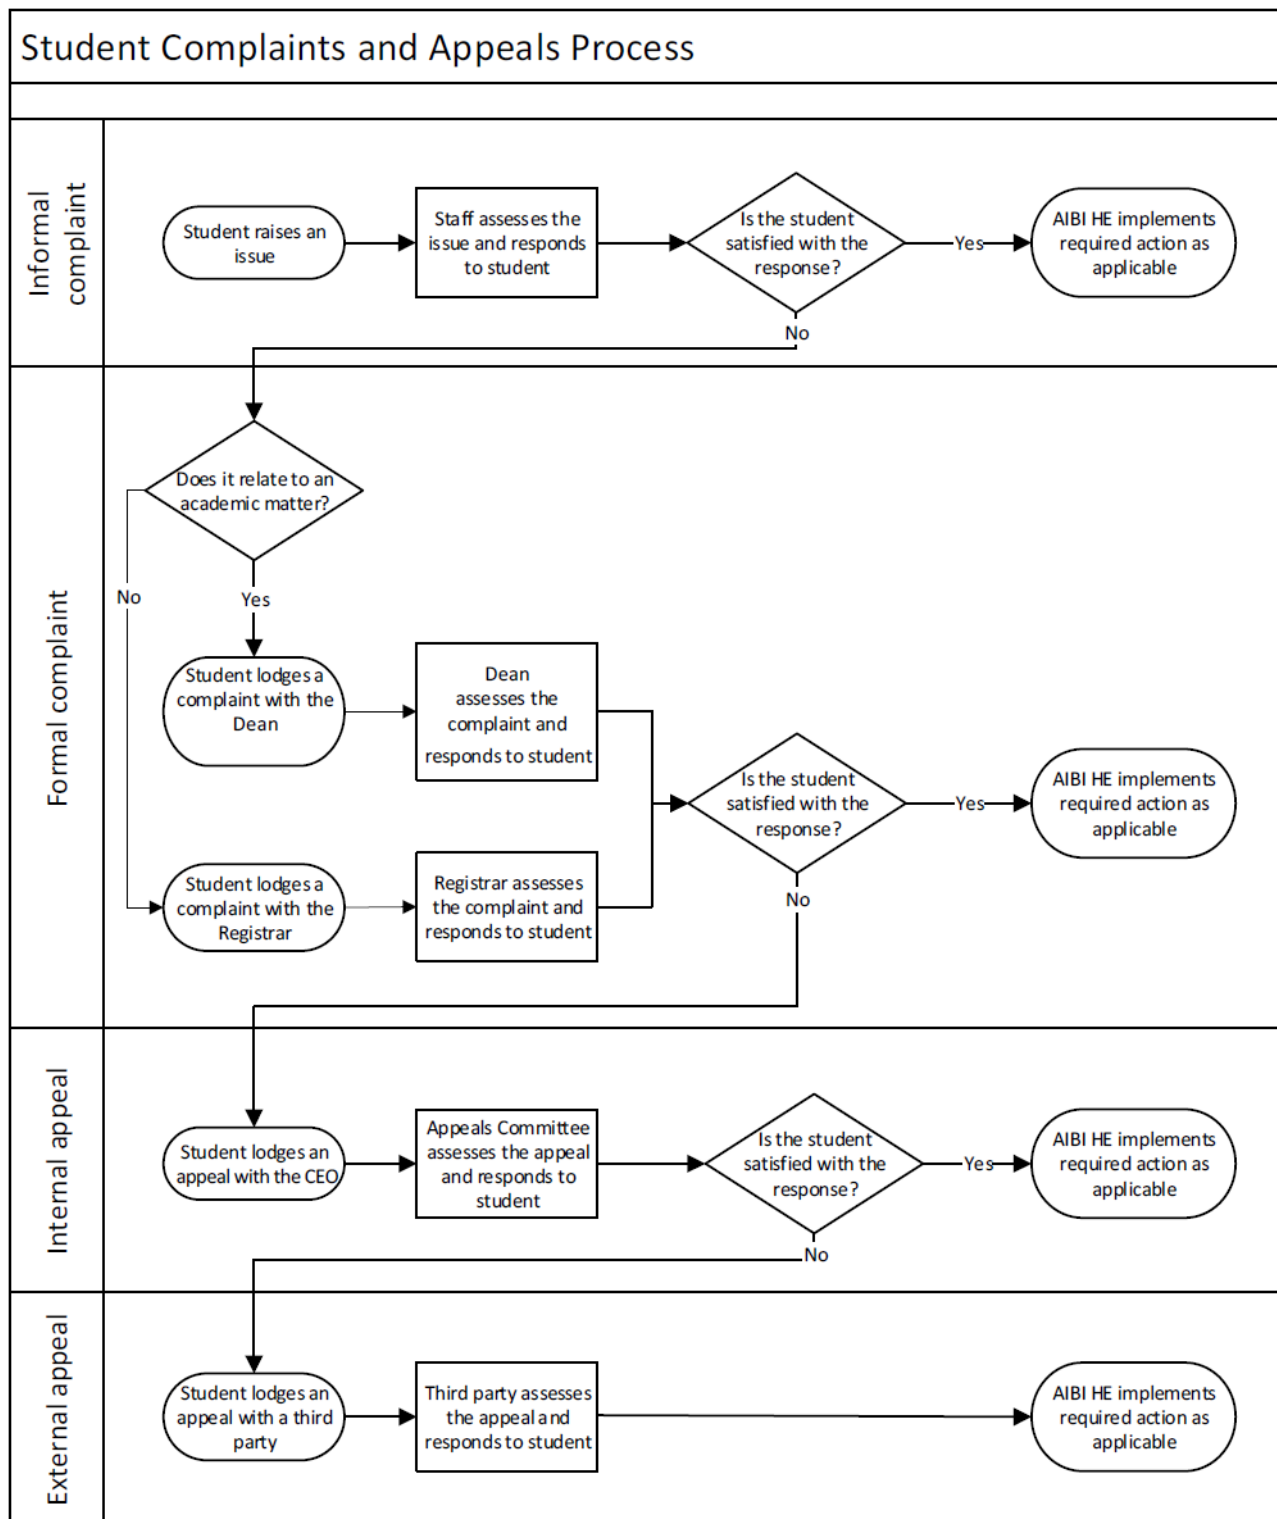 Student Complaints and Appeals Process
Informal
complaint
Student raises an
issue
Staff assesses the
issue and responds
to student
Is the student
satisfied with the
response?
Yes
AIBI HE implements
required action as
applicable
No
Formal complaint
Does it relate to an
academic matter?
No
Yes
Student lodges a
complaint with the
Dean
Dean
assesses the
complaint and
responds to student
Student lodges a
complaint with the
Registrar
Registrar assesses
the complaint and
responds to student
Is the student
satisfied with the
response?
Yes
AIBI HE implements
required action as
applicable
No
Internal appeal
Student lodges an
appeal with the CEO
Appeals Committee
assesses the appeal
and responds to
student
Is the student
satisfied with the
response?
Yes
AIBI HE implements
required action as
applicable
No
External appeal
Student lodges an
appeal with a third
party
Third party assesses
the appeal and
responds to student
AIBI HE implements
required action as
applicable